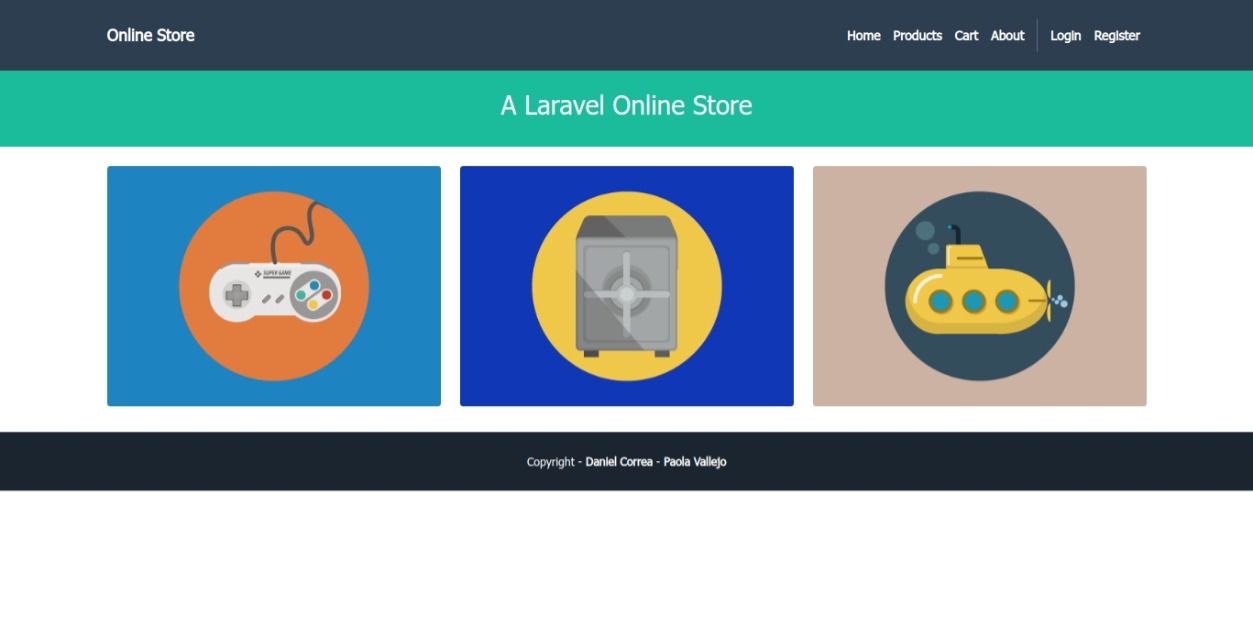 Online Store
Home Products Cart About Login Register
A Laravel Online Store
SUPER GAME
Copyright - Daniel Correa - Paola Vallejo